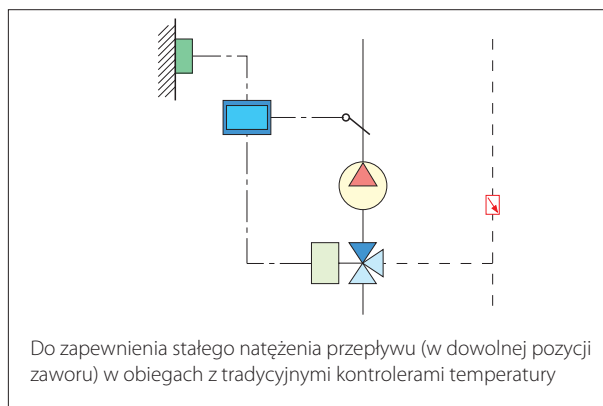 Do zapewnienia stałego natężenia przepływu (w dowolnej pozycji
zaworu) w obiegach z tradycyjnymi kontrolerami temperatury